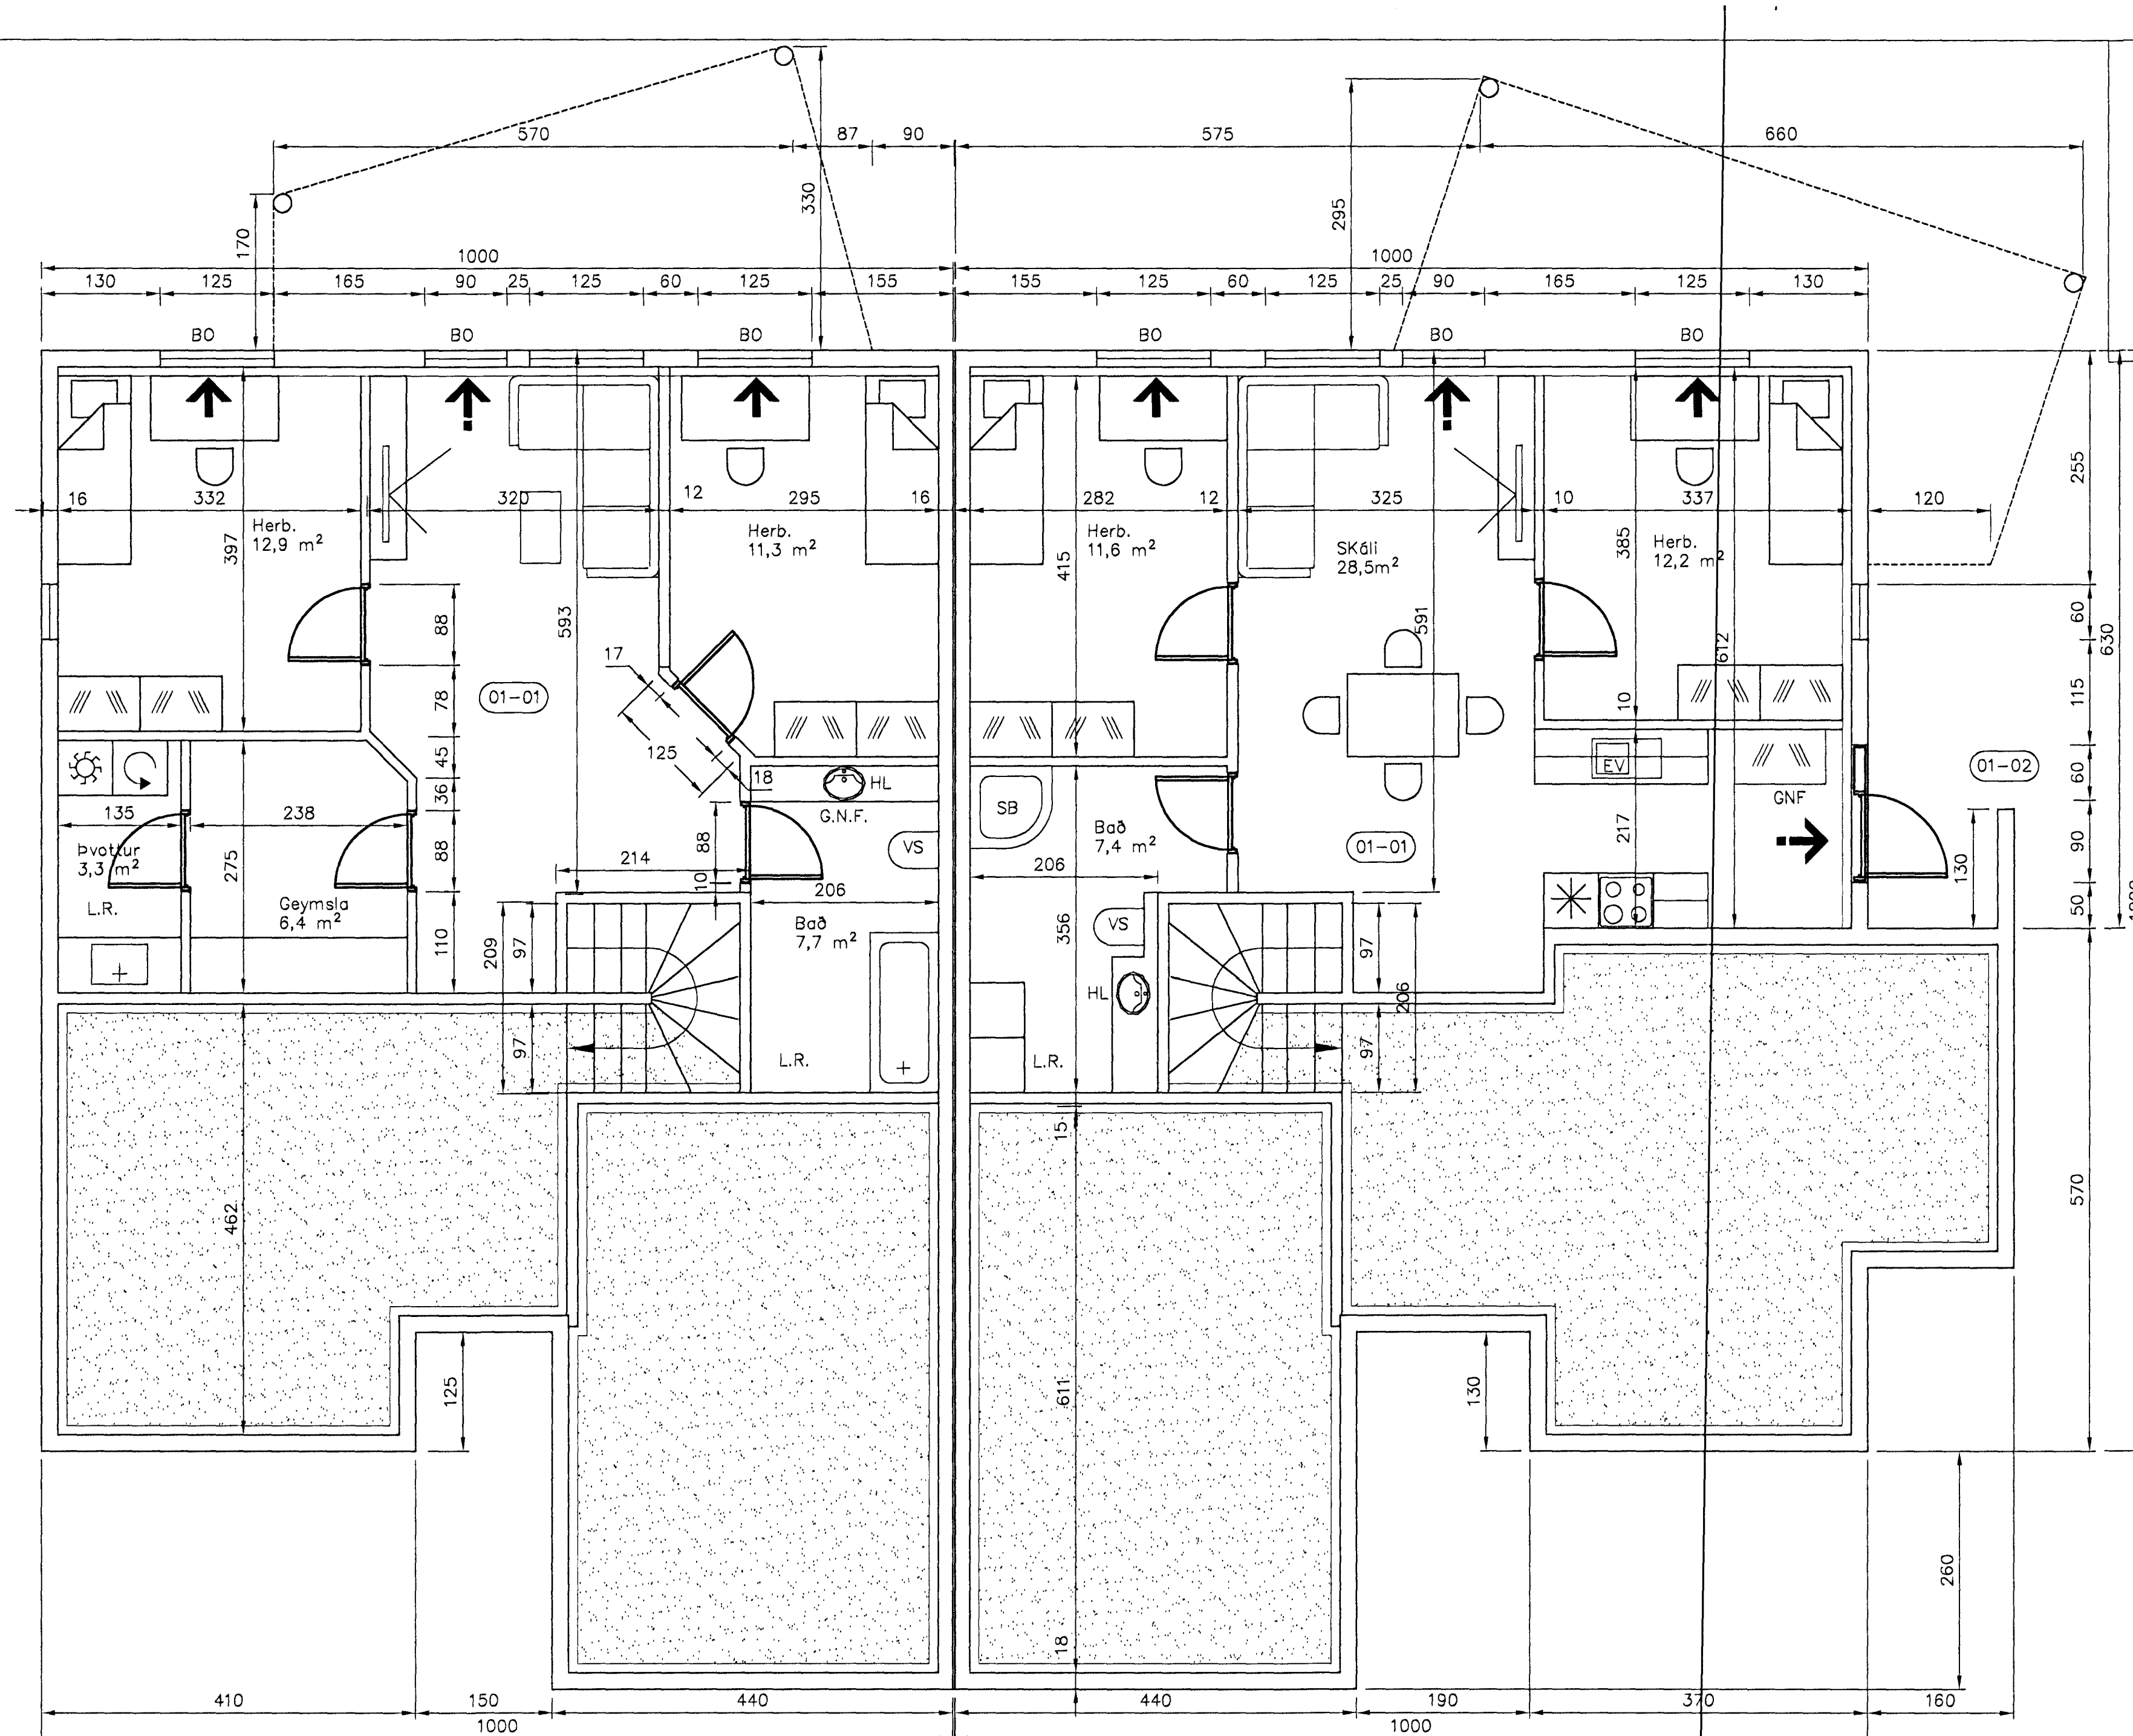 570
87
90
575
660
330
295
170
1000
1000
130
125
165
90
25
125
60
125
155
155
125
60
125
25
90
165
125
130
BO
BO
BO
BO
BO
BO
16
332
320
12
295
16
282
12
325
10
337
120
255
Herb.
12,9 m²
Herb.
11,3 m²
Herb.
11,6 m²
SKáli
28,5m²
Herb.
12,2 m²
397
415
385
593
591
612
88
60
630
17
78
01-01
10
115
125
45
18
HL
EV
01-02
36
SB
GNF
60
135
238
G.N.F.
Bað
7,4 m²
217
Þvottur
3,3 m²
88
88
VS
01-01
90
130
275
214
10
206
206
L.R.
Geymsla
6,4 m²
Bað
7,7 m²
VS
50
110
209
97
356
97
206
HL
97
97
L.R.
L.R.
15
462
570
125
611
130
260
18
410
150
440
440
190
370
160
1000
1000